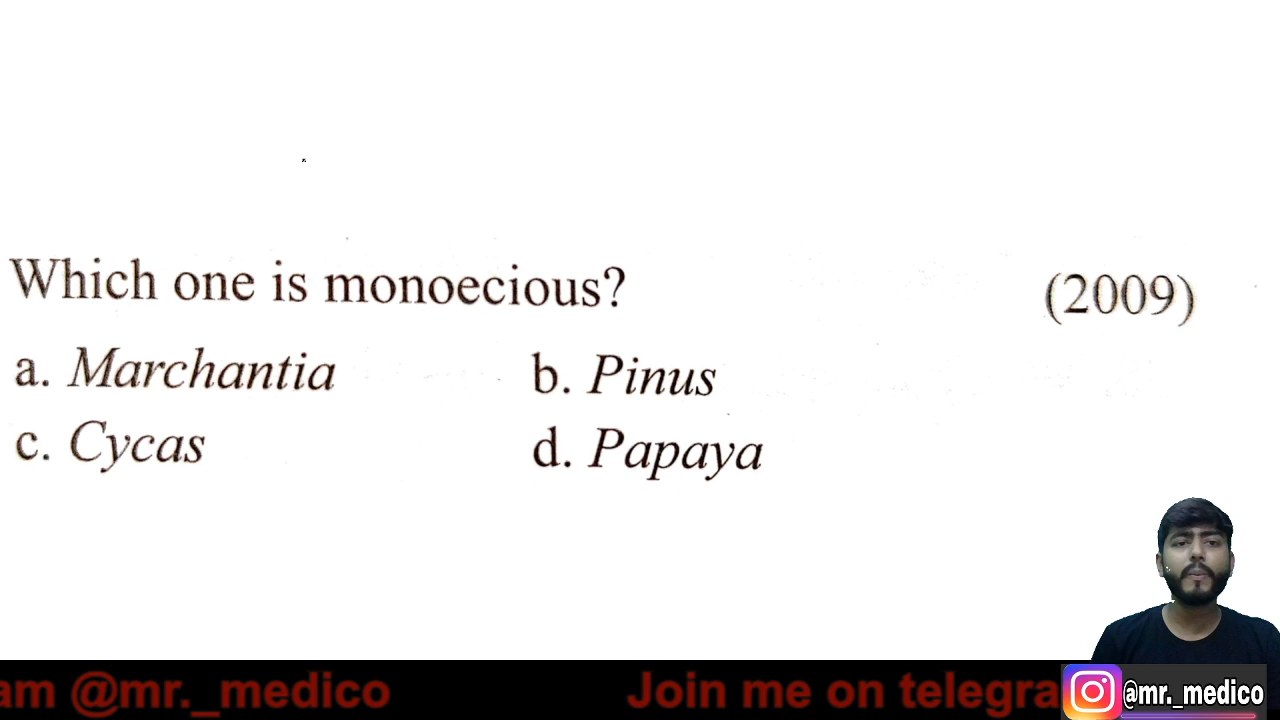 Which one is monoecious? (2009)
a. Marchantia b. Pinus
c. Cycas d. Papaya
am @mr._medico Join me on telegra
@mr._medico